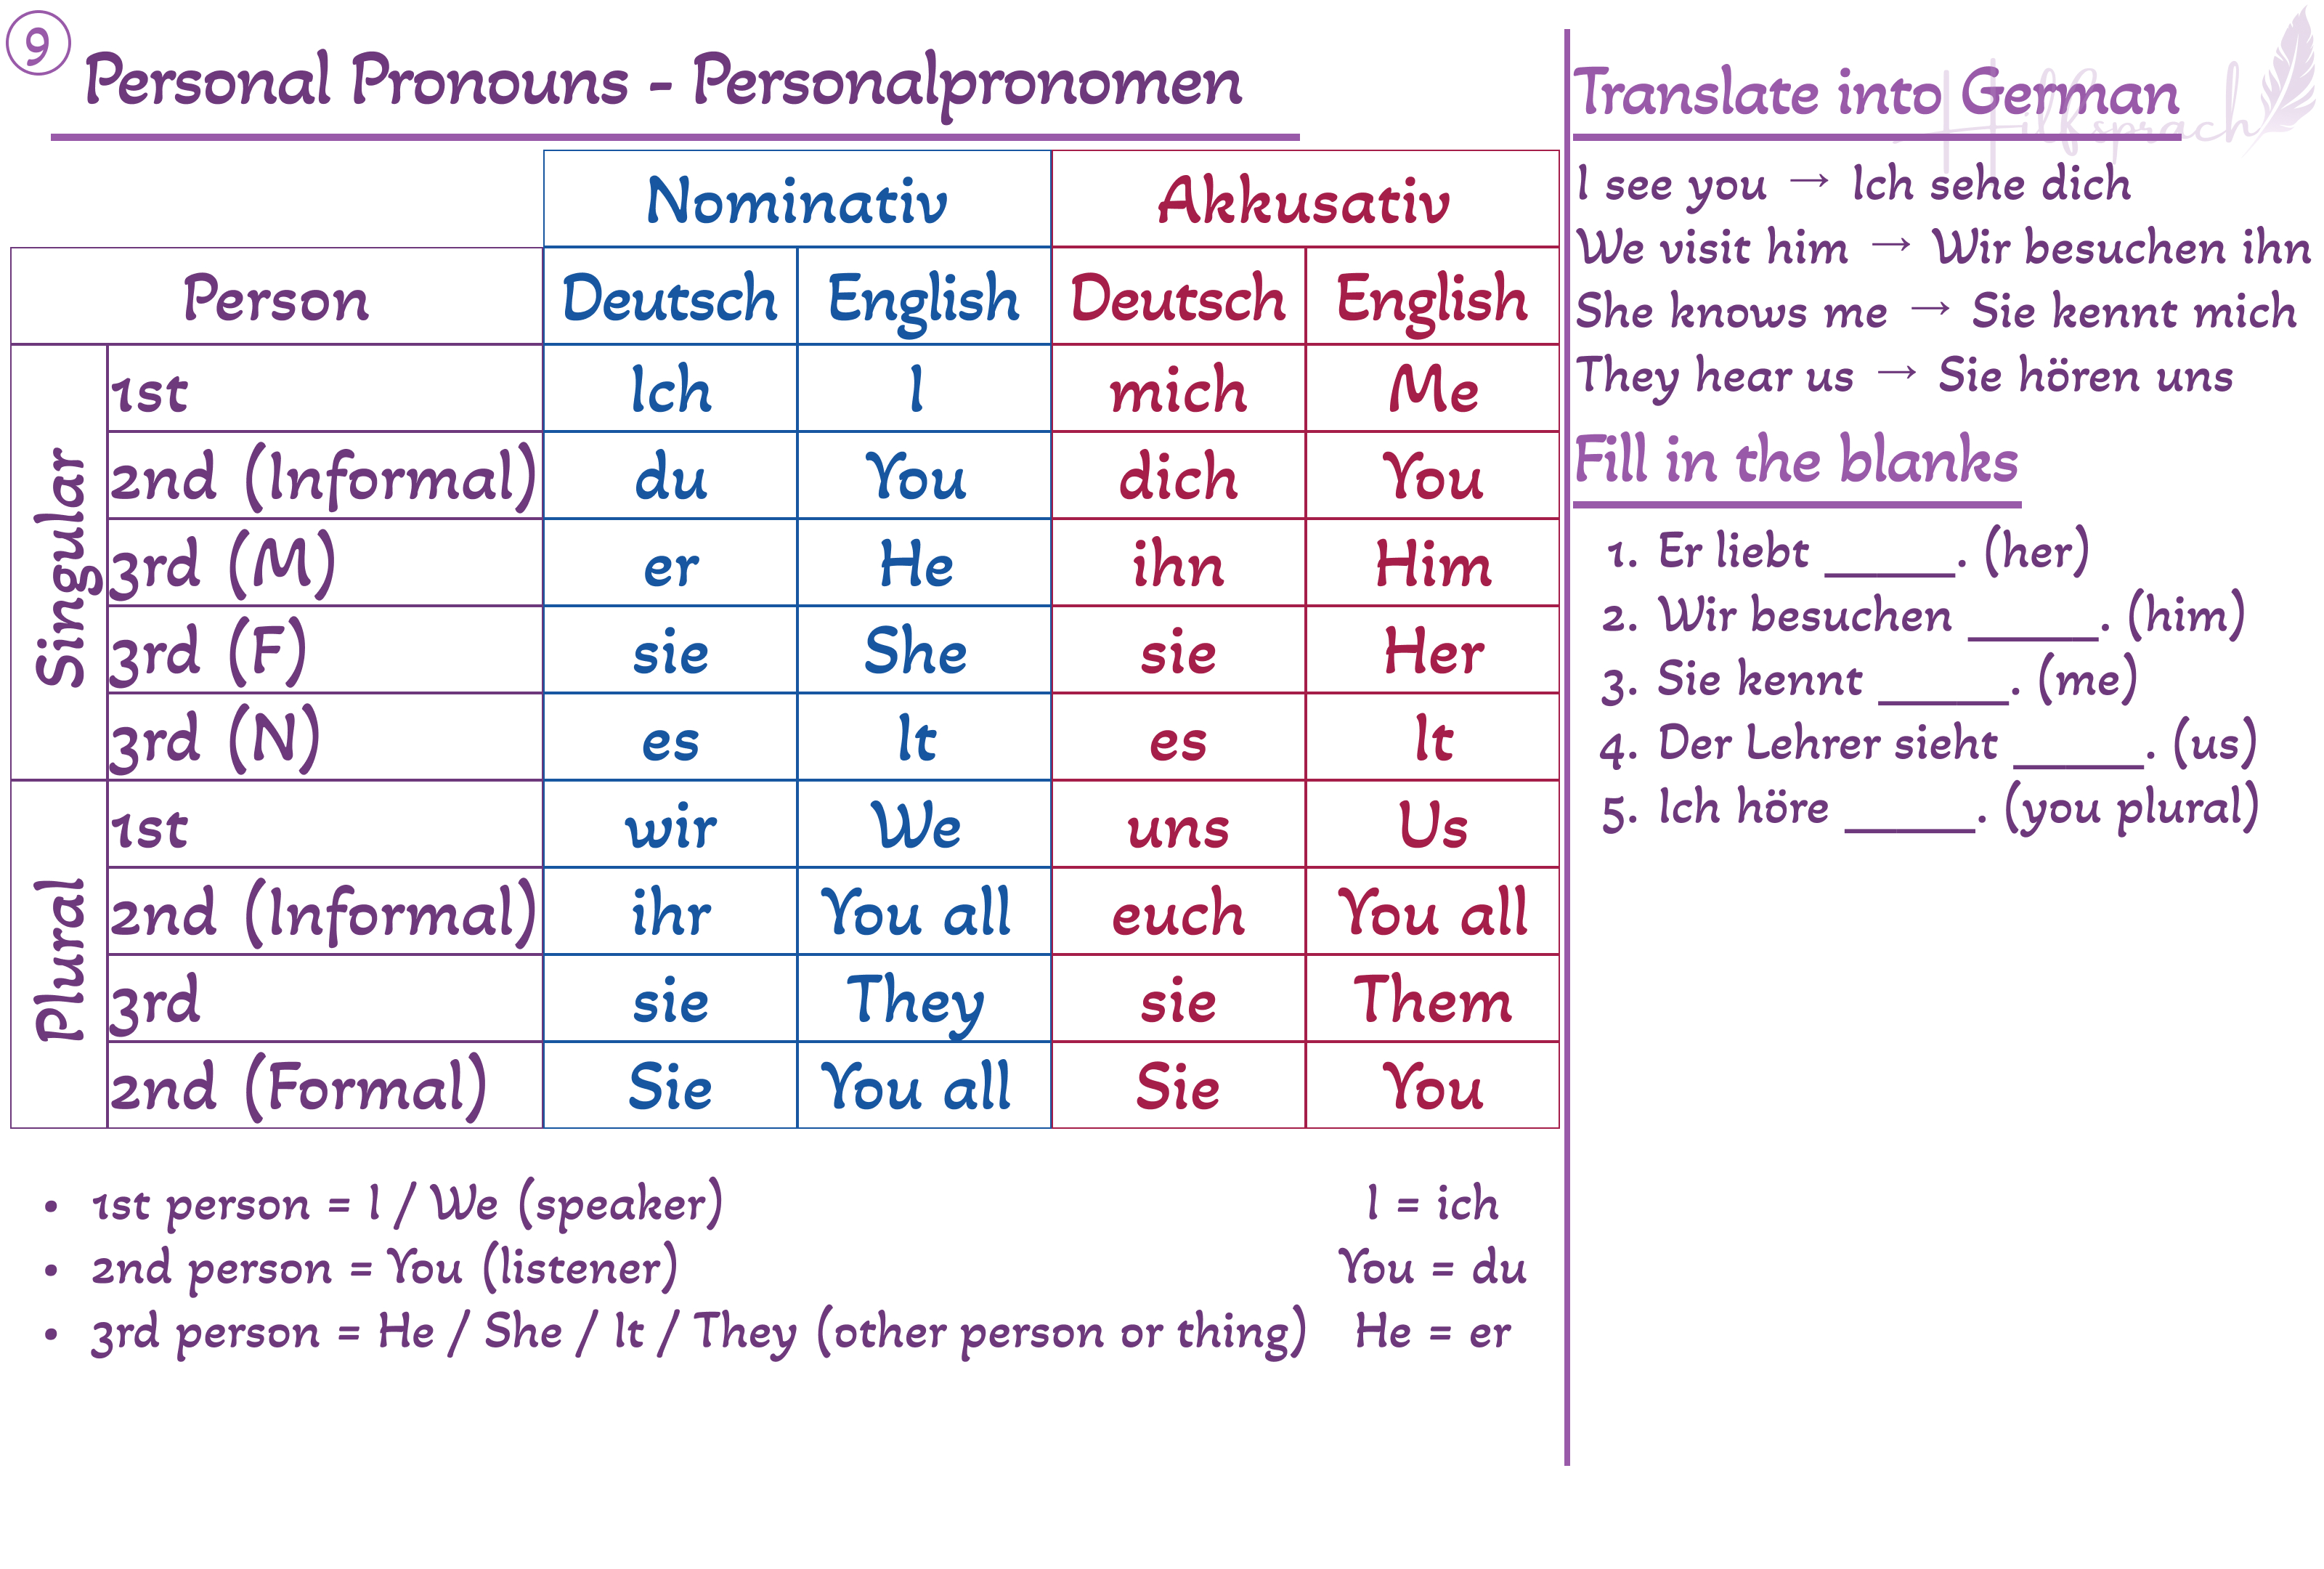 9
Personal Pronouns - Personalpronomen
Nominativ Akkusativ
Person Deutsch English Deutsch English
Singular
1st Ich I mich Me
2nd (Informal) du You dich You
3rd (M) er He ihn Him
3rd (F) sie She sie Her
3rd (N) es It es It
Plural
1st wir We uns Us
2nd (Informal) ihr You all euch You all
3rd sie They sie Them
2nd (Formal) Sie You all Sie You
• 1st person = I / We (speaker)
• 2nd person = You (listener)
• 3rd person = He / She / It / They (other person or thing)
I = ich
You = du
He = er
Hilfsprach
Translate into German
I see you → Ich sehe dich
We visit him → Wir besuchen ihn
She knows me → Sie kennt mich
They hear us → Sie hören uns
Fill in the blanks
1. Er liebt _____. (her)
2. Wir besuchen _____. (him)
3. Sie kennt _____. (me)
4. Der Lehrer sieht _____. (us)
5. Ich höre _____. (you plural)